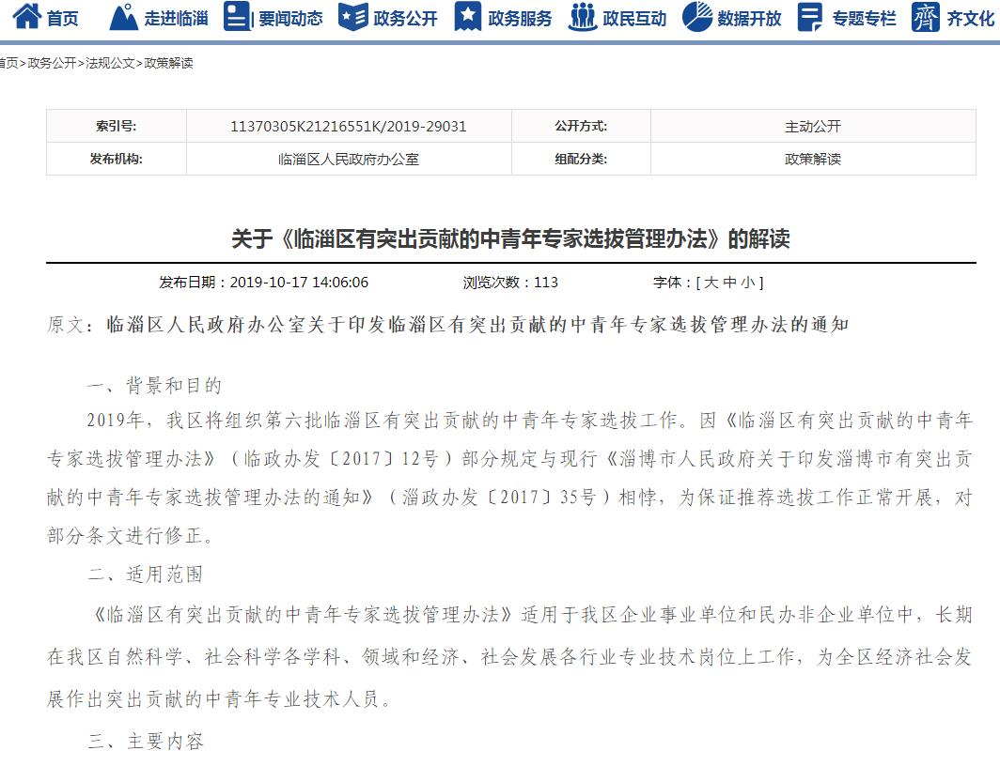 首页 走进临淄 要闻动态 政务公开 政务服务 政民互动 数据开放 专题专栏 齊 齐文化
首页>政务公开>法规公文>政策解读
索引号: 11370305K21216551K/2019-29031 公开方式: 主动公开
发布机构: 临淄区人民政府办公室 组配分类: 政策解读
关于《临淄区有突出贡献的中青年专家选拔管理办法》的解读
发布日期：2019-10-17 14:06:06 浏览次数：113 字体：[ 大 中 小 ]
原文：临淄区人民政府办公室关于印发临淄区有突出贡献的中青年专家选拔管理办法的通知
一、背景和目的
2019年，我区将组织第六批临淄区有突出贡献的中青年专家选拔工作。因《临淄区有突出贡献的中青年
专家选拔管理办法》（临政办发〔2017〕12号）部分规定与现行《淄博市人民政府关于印发淄博市有突出贡
献的中青年专家选拔管理办法的通知》（淄政办发〔2017〕35号）相悖，为保证推荐选拔工作正常开展，对
部分条文进行修正。
二、适用范围
《临淄区有突出贡献的中青年专家选拔管理办法》适用于我区企业事业单位和民办非企业单位中，长期
在我区自然科学、社会科学各学科、领域和经济、社会发展各行业专业技术岗位上工作，为全区经济社会发
展作出突出贡献的中青年专业技术人员。
三、主要内容